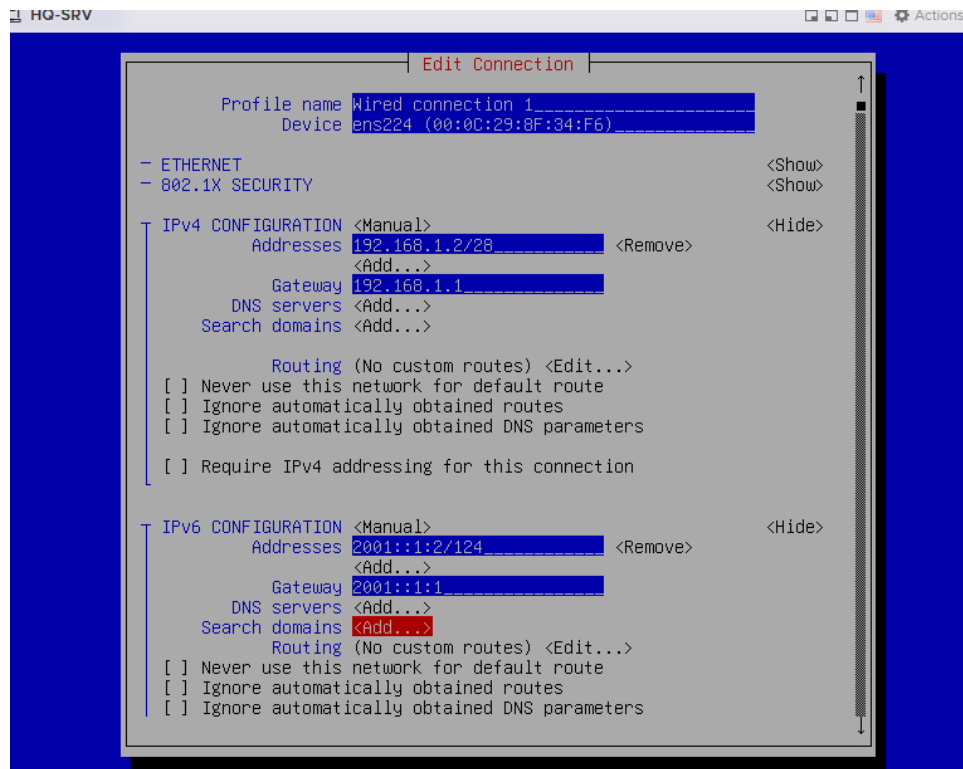 HQ-SRV Actions
Edit Connection
Profile name Wired connection 1
Device ens224 (00:0C:29:8F:34:F6)
ETHERNET <Show>
802.1X SECURITY <Show>
IPv4 CONFIGURATION <Manual> <Hide>
Addresses 192.168.1.2/28 <Remove>
<Add...>
Gateway 192.168.1.1
DNS servers <Add...>
Search domains <Add...>
Routing (No custom routes) <Edit...>
[ ] Never use this network for default route
[ ] Ignore automatically obtained routes
[ ] Ignore automatically obtained DNS parameters
[ ] Require IPv4 addressing for this connection
IPv6 CONFIGURATION <Manual> <Hide>
Addresses 2001::1:2/124 <Remove>
<Add...>
Gateway 2001::1:1
DNS servers <Add...>
Search domains <Add...>
Routing (No custom routes) <Edit...>
[ ] Never use this network for default route
[ ] Ignore automatically obtained routes
[ ] Ignore automatically obtained DNS parameters